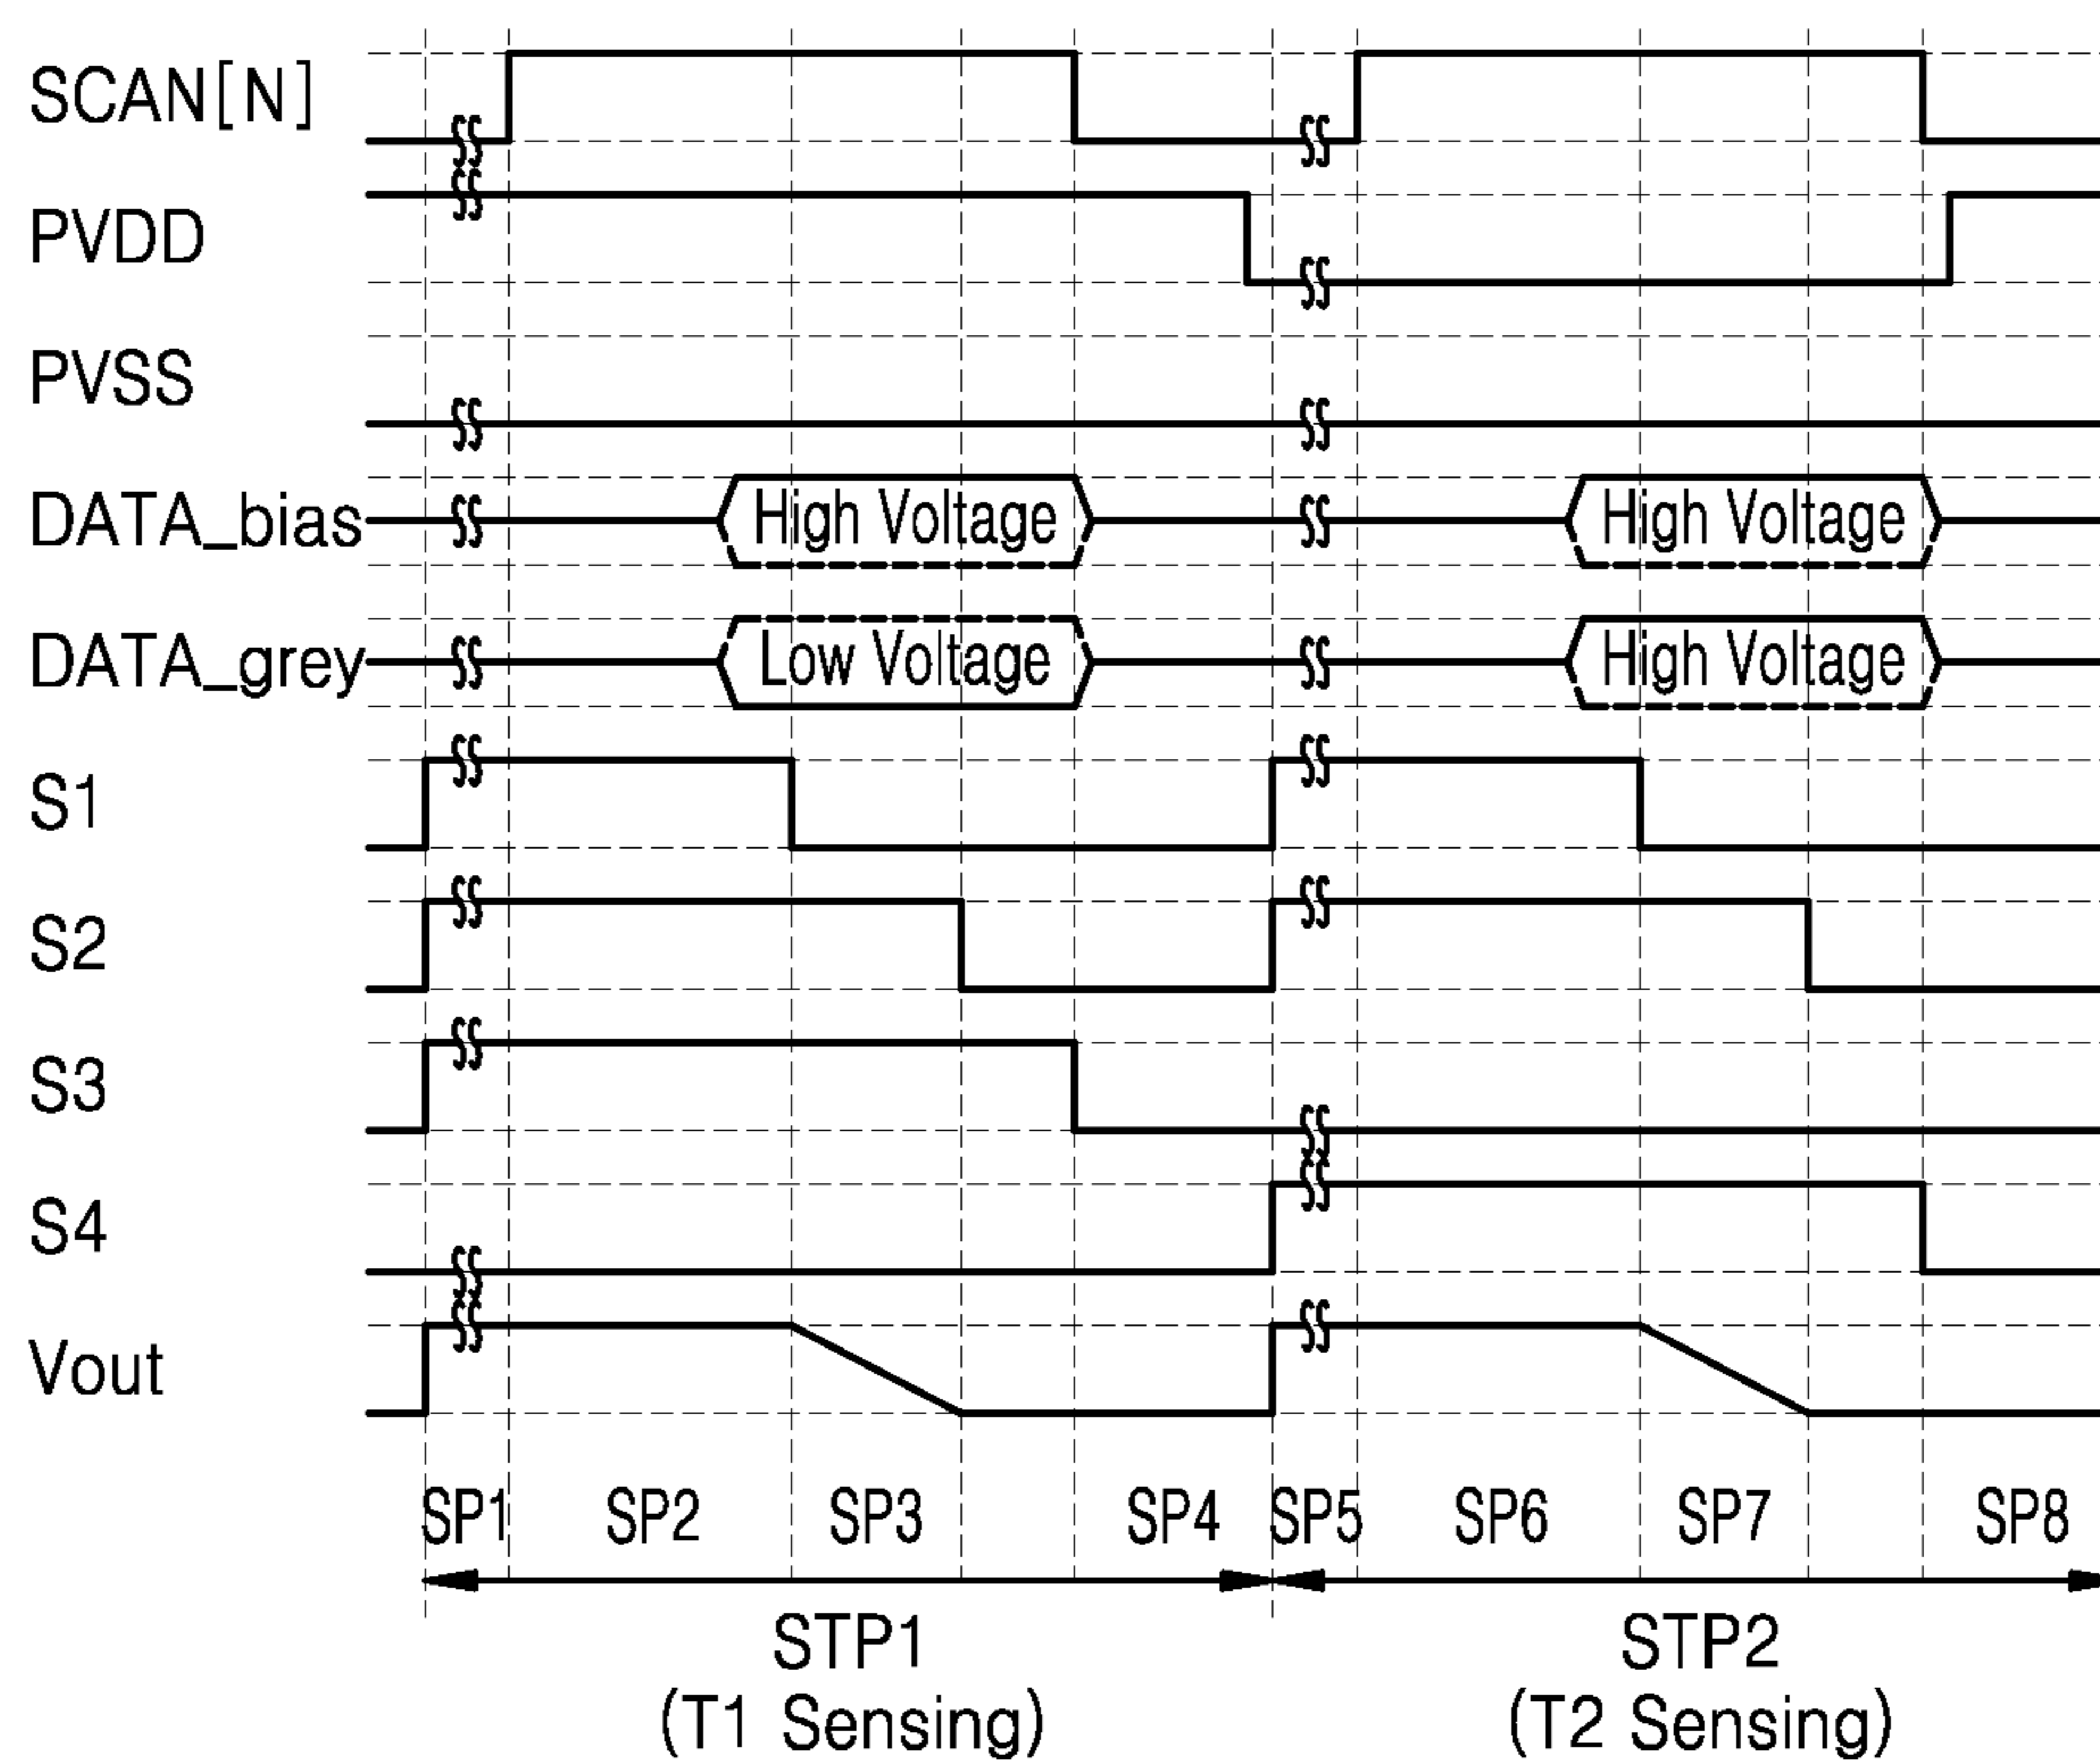 SCAN[N]
PVDD
PVSS
DATA_bias High Voltage High Voltage
DATA_grey Low Voltage High Voltage
S1
S2
S3
S4
Vout
SP1 SP2 SP3 SP4 SP5 SP6 SP7 SP8
STP1 STP2
(T1 Sensing) (T2 Sensing)